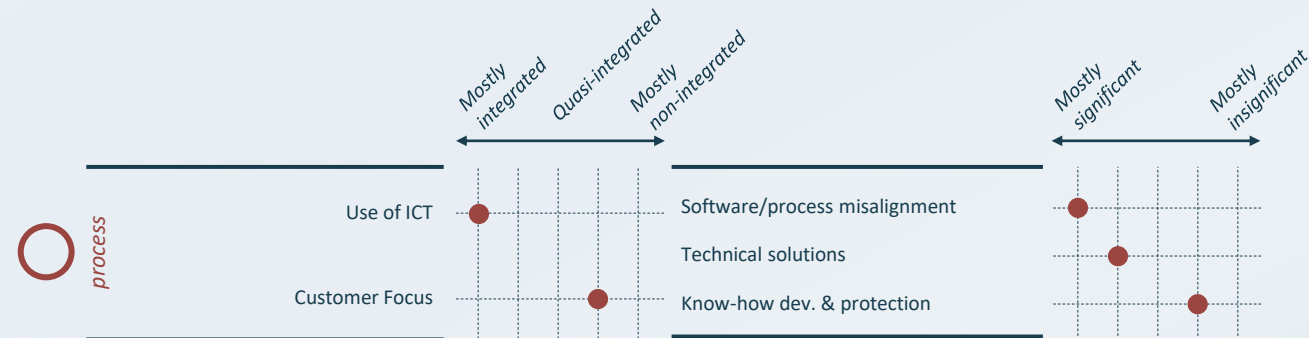 Mostly
integrated
Quasi-integrated
Mostly
non-integrated
Mostly
significant
Mostly
insignificant
process
Use of ICT
Customer Focus
Software/process misalignment
Technical solutions
Know-how dev. & protection